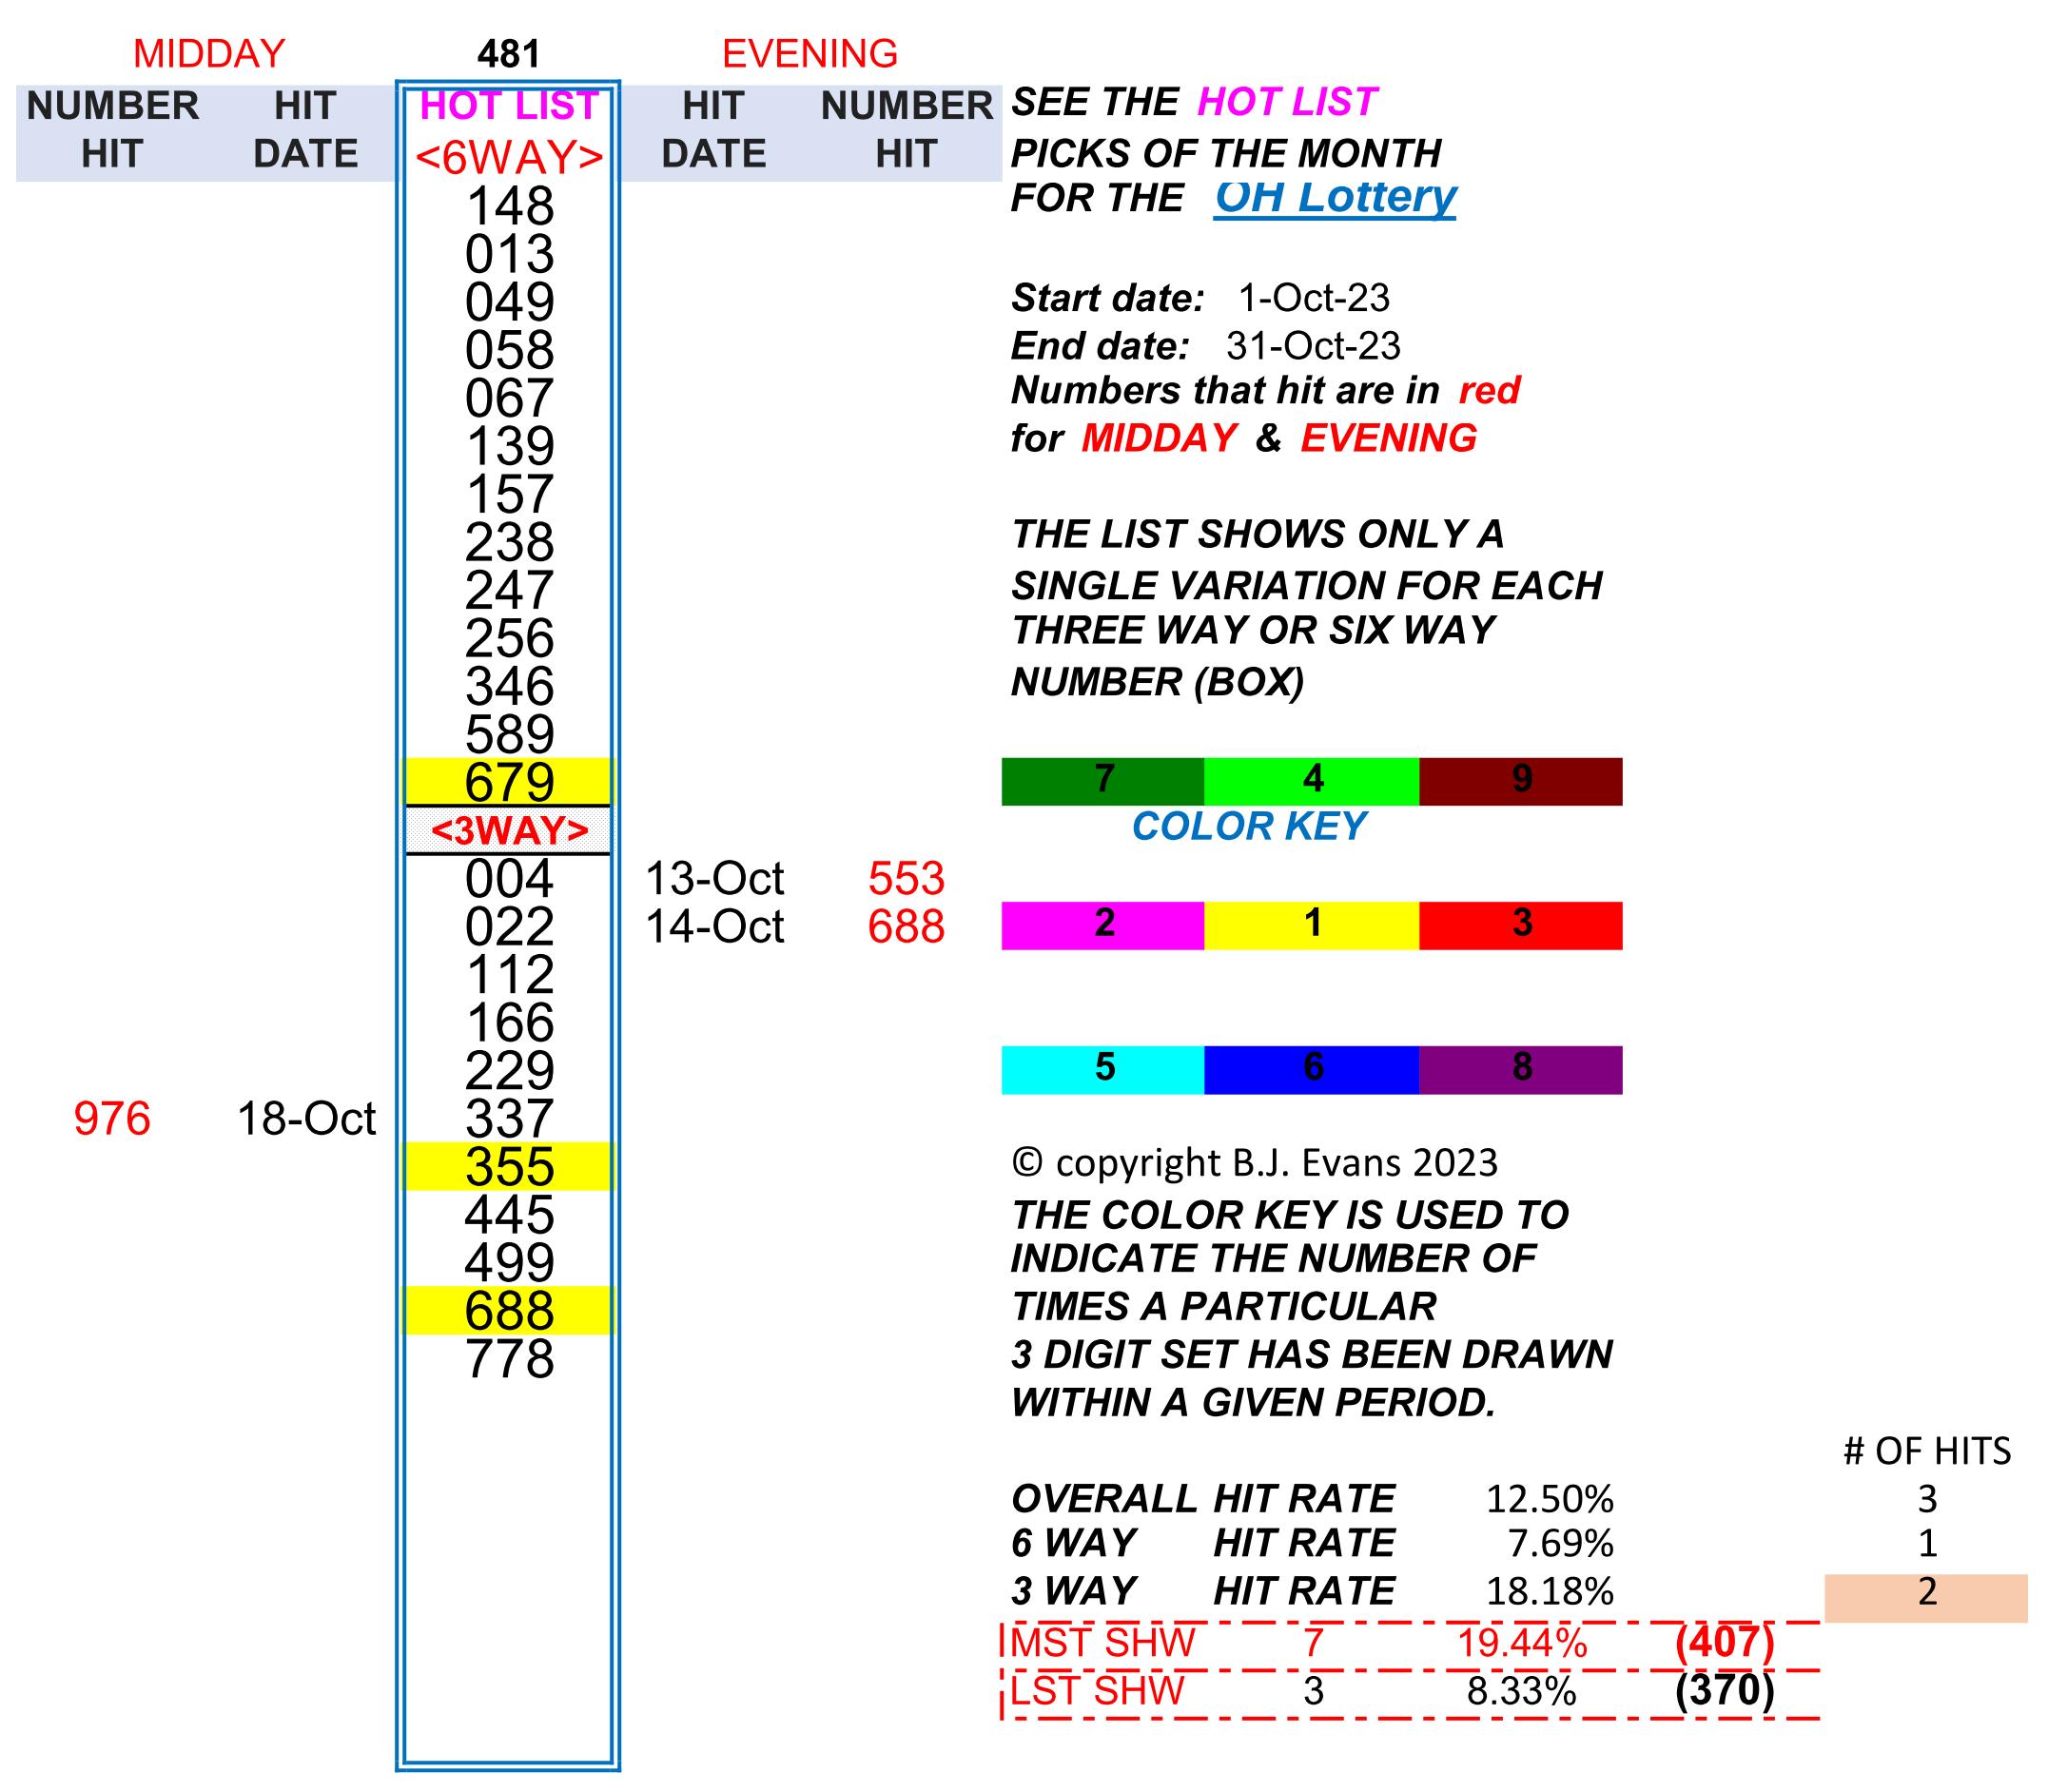 MIDDAY 481 EVENING
NUMBER HIT HOT LIST HIT NUMBER SEE THE HOT LIST
HIT DATE <6WAY> DATE HIT PICKS OF THE MONTH
148 FOR THE OH Lottery
013
049 Start date: 1-Oct-23
058 End date: 31-Oct-23
067 Numbers that hit are in red
139 for MIDDAY & EVENING
157
238 THE LIST SHOWS ONLY A
247 SINGLE VARIATION FOR EACH
256 THREE WAY OR SIX WAY
346 NUMBER (BOX)
589
679 7 4 9
<3WAY> COLOR KEY
004 13-Oct 553
022 14-Oct 688 2 1 3
112
166
229 5 6 8
976 18-Oct 337
355 © copyright B.J. Evans 2023
445 THE COLOR KEY IS USED TO
499 INDICATE THE NUMBER OF
688 TIMES A PARTICULAR
778 3 DIGIT SET HAS BEEN DRAWN
WITHIN A GIVEN PERIOD.
# OF HITS
OVERALL HIT RATE 12.50% 3
6 WAY HIT RATE 7.69% 1
3 WAY HIT RATE 18.18% 2
MST SHW 7 19.44% (407)
LST SHW 3 8.33% (370)